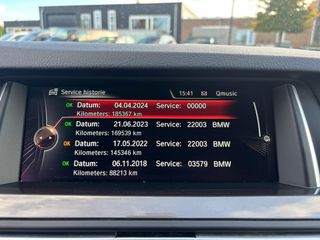 Service historie 15:41 88 Qmusic
OK Datum: 04.04.2024 Service: 00000
Kilometers: 185367 km
OK Datum: 21.06.2023 Service: 22003 BMW
Kilometers: 169539 km
OK Datum: 17.05.2022 Service: 22003 BMW
Kilometers: 145346 km
OK Datum: 06.11.2018 Service: 03579 BMW
Kilometers: 88213 km